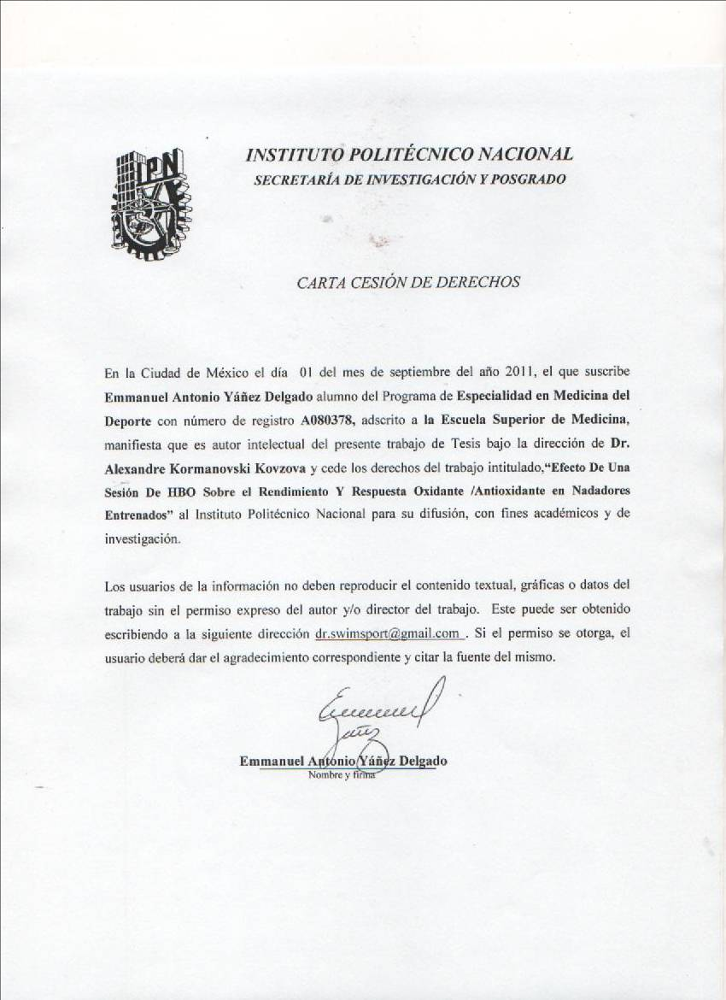 IPN
INSTITUTO POLITÉCNICO NACIONAL
SECRETARÍA DE INVESTIGACIÓN Y POSGRADO
CARTA CESIÓN DE DERECHOS
En la Ciudad de México el día 01 del mes de septiembre del año 2011, el que suscribe
Emmanuel Antonio Yáñez Delgado alumno del Programa de Especialidad en Medicina del
Deporte con número de registro A080378, adscrito a la Escuela Superior de Medicina,
manifiesta que es autor intelectual del presente trabajo de Tesis bajo la dirección de Dr.
Alexandre Kormanovski Kovzova y cede los derechos del trabajo intitulado,“Efecto De Una
Sesión De HBO Sobre el Rendimiento Y Respuesta Oxidante /Antioxidante en Nadadores
Entrenados” al Instituto Politécnico Nacional para su difusión, con fines académicos y de
investigación.
Los usuarios de la información no deben reproducir el contenido textual, gráficas o datos del
trabajo sin el permiso expreso del autor y/o director del trabajo. Este puede ser obtenido
escribiendo a la siguiente dirección dr.swimsport@gmail.com . Si el permiso se otorga, el
usuario deberá dar el agradecimiento correspondiente y citar la fuente del mismo.
Emmanuel
Yáñez
Emmanuel Antonio Yáñez Delgado
Nombre y firma